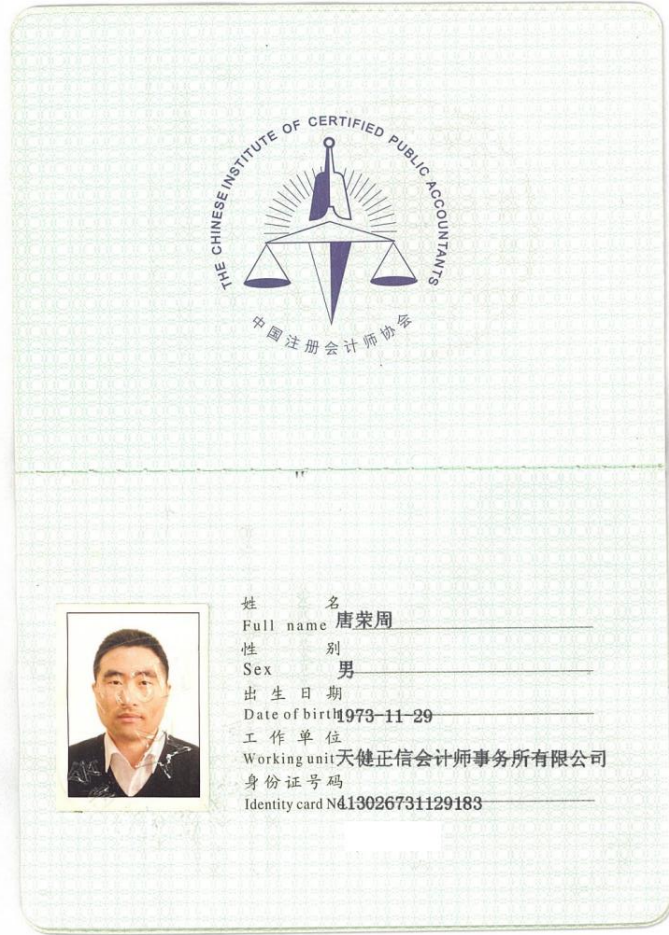 THE CHINESE INSTITUTE OF CERTIFIED PUBLIC ACCOUNTANTS
中国注册会计师协会
姓 名
Full name 唐荣周
性 别
Sex 男
出生日期
Date of birth 1973-11-29
工作单位
Working unit 天健正信会计师事务所有限公司
身份证号码
Identity card No 413026731129183